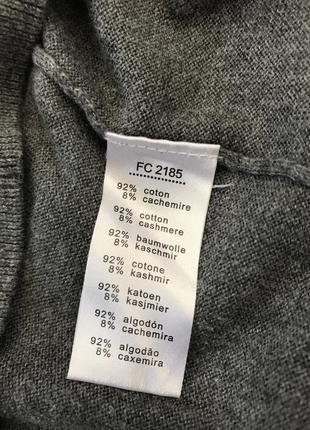 FC 2185
92% coton
8% cachemire
92% cotton
8% cashmere
92% baumwolle
8% kaschmir
92% cotone
8% kashmir
92% katoen
8% kasjmier
92% algodón
8% cachemira
92% algodão
8% caxemira